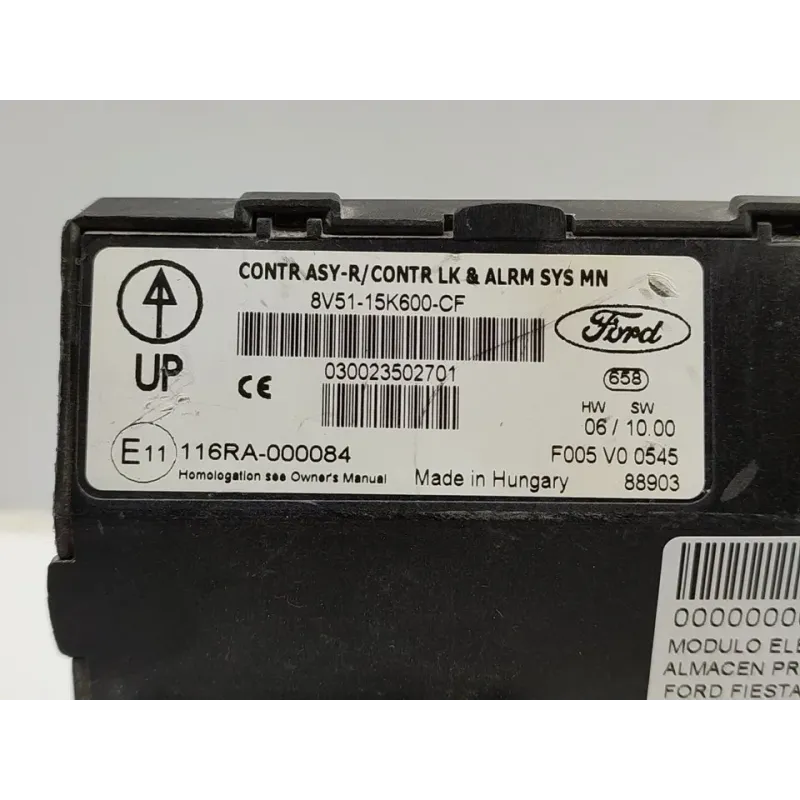 CONTR ASY-R/CONTR LK & ALRM SYS MN
8V51-15K600-CF
Ford
UP
CE
030023502701
658
HW SW
06 / 10.00
E11 116RA-000084
F005 V0 0545
Homologation see Owner's Manual
Made in Hungary
88903
MODULO
ALMACEN
FORD FIESTA